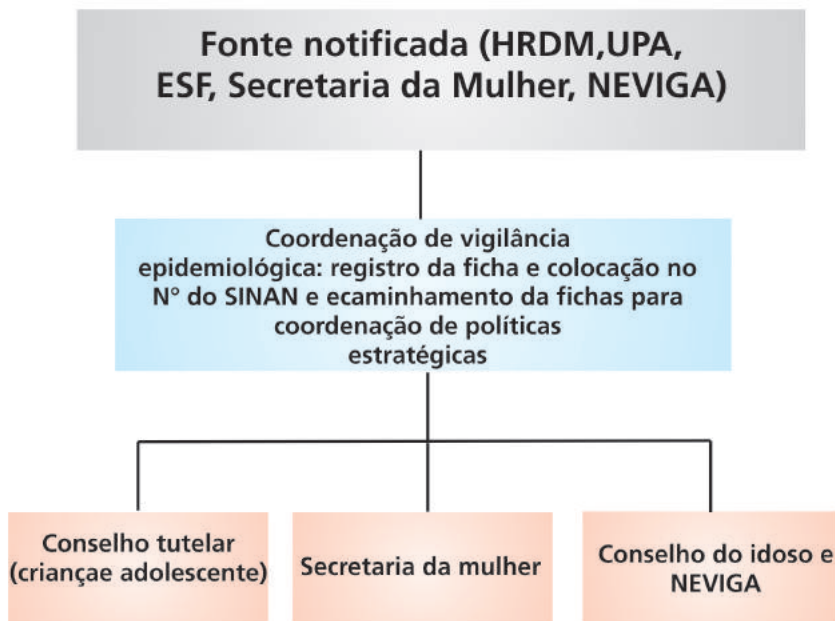 Fonte notificada (HRDM,UPA,
ESF, Secretaria da Mulher, NEVIGA)
Coordenação de vigilância
epidemiológica: registro da ficha e colocação no
N° do SINAN e ecaminhamento da fichas para
coordenação de políticas
estratégicas
Conselho tutelar
(criançae adolescente)
Secretaria da mulher
Conselho do idoso e
NEVIGA